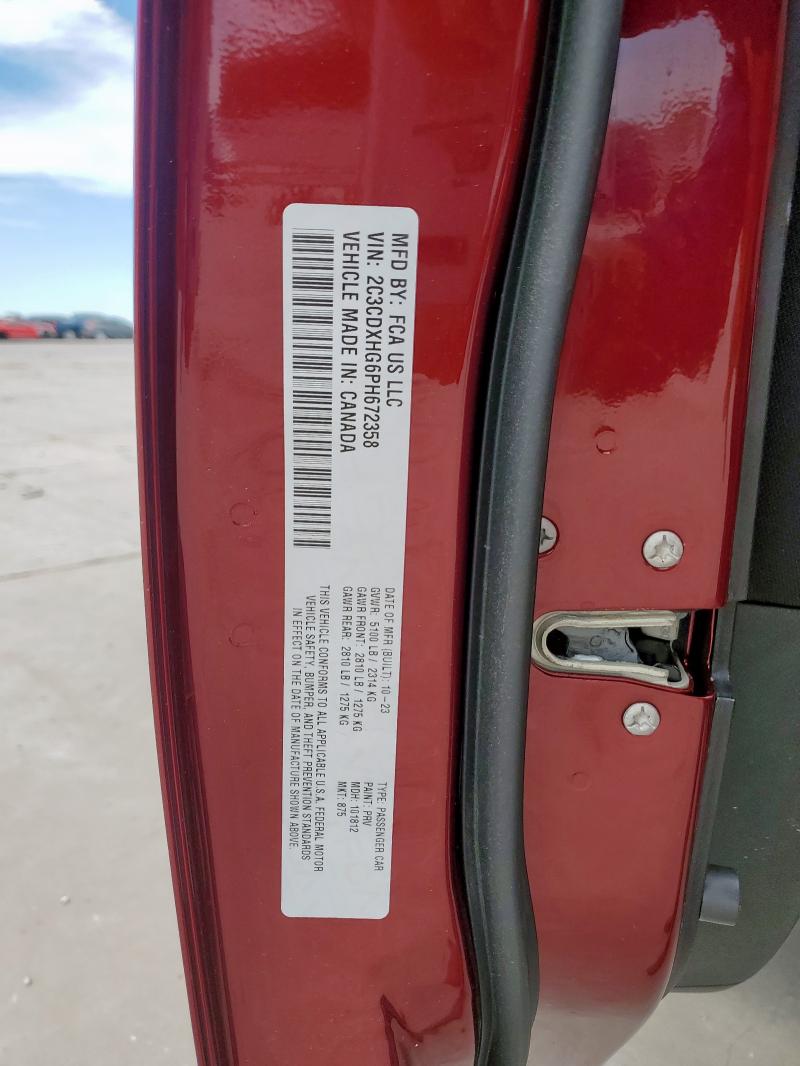 MFD BY: FCA US LLC
VIN: 2C3CDXHG6PH672358
VEHICLE MADE IN: CANADA
DATE OF MFR (BUILT): 10-23
GVWR: 5100 LB / 2314 KG
GAWR FRONT: 2810 LB / 1275 KG
GAWR REAR: 2810 LB / 1275 KG
THIS VEHICLE CONFORMS TO ALL APPLICABLE U.S.A. FEDERAL MOTOR
VEHICLE SAFETY, BUMPER, AND THEFT PREVENTION STANDARDS
IN EFFECT ON THE DATE OF MANUFACTURE SHOWN ABOVE.
TYPE: PASSENGER CAR
PAINT: PRV
MDH: 101812
MKT: 875